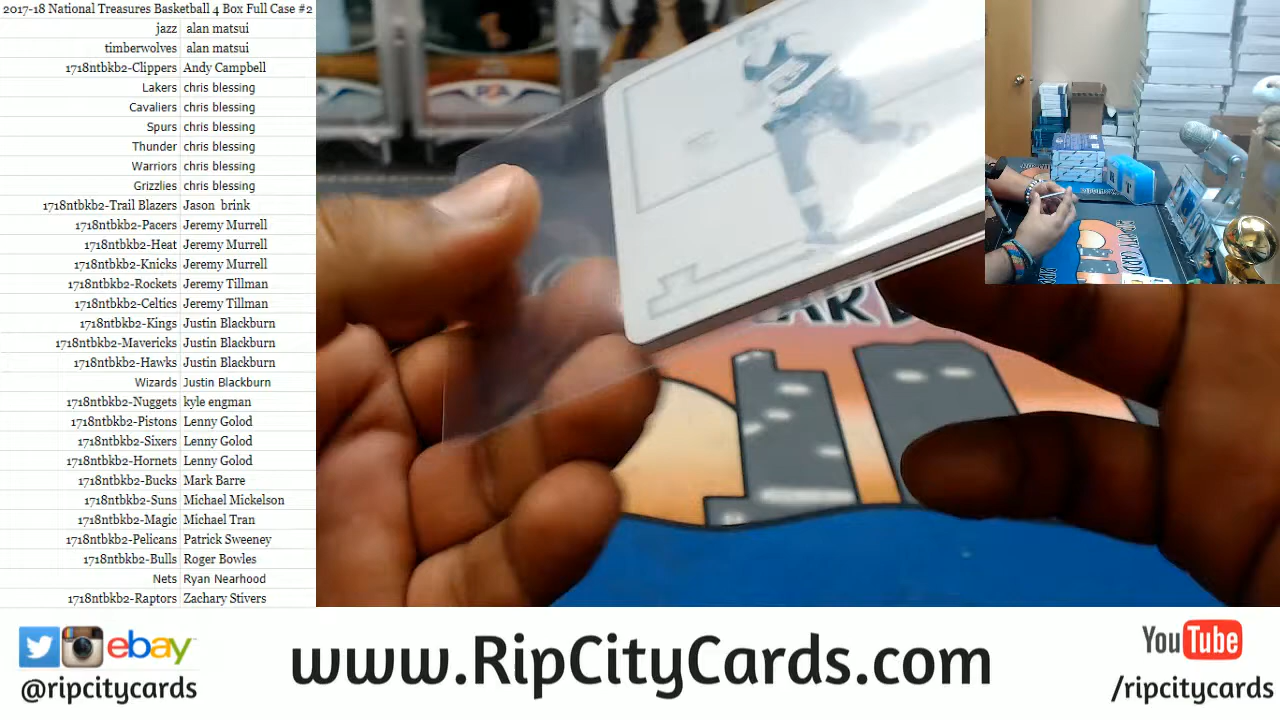 2017-18 National Treasures Basketball 4 Box Full Case #2
jazz alan matsui
timberwolves alan matsui
1718ntbkb2-Clippers Andy Campbell
Lakers chris blessing
Cavaliers chris blessing
Spurs chris blessing
Thunder chris blessing
Warriors chris blessing
Grizzlies chris blessing
1718ntbkb2-Trail Blazers Jason brink
1718ntbkb2-Pacers Jeremy Murrell
1718ntbkb2-Heat Jeremy Murrell
1718ntbkb2-Knicks Jeremy Murrell
1718ntbkb2-Rockets Jeremy Tillman
1718ntbkb2-Celtics Jeremy Tillman
1718ntbkb2-Kings Justin Blackburn
1718ntbkb2-Mavericks Justin Blackburn
1718ntbkb2-Hawks Justin Blackburn
Wizards Justin Blackburn
1718ntbkb2-Nuggets kyle engman
1718ntbkb2-Pistons Lenny Golod
1718ntbkb2-Sixers Lenny Golod
1718ntbkb2-Hornets Lenny Golod
1718ntbkb2-Bucks Mark Barre
1718ntbkb2-Suns Michael Mickelson
1718ntbkb2-Magic Michael Tran
1718ntbkb2-Pelicans Patrick Sweeney
1718ntbkb2-Bulls Roger Bowles
Nets Ryan Nearhood
1718ntbkb2-Raptors Zachary Stivers
ebay
@ripcitycards
www.RipCityCards.com
YouTube
/ripcitycards